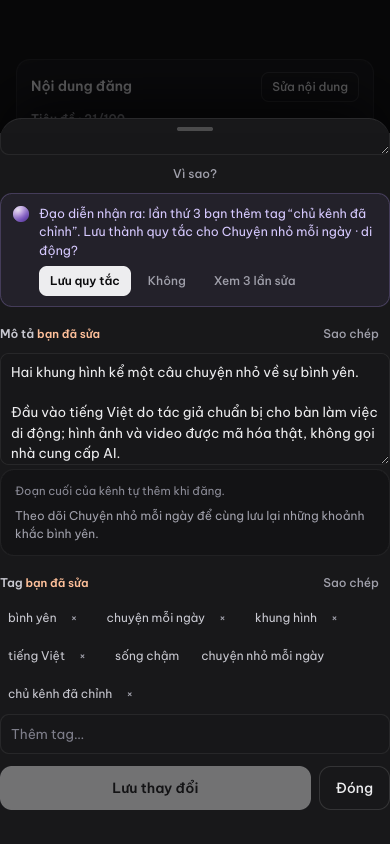 Nội dung đăng
Sửa nội dung
Vì sao?
Đạo diễn nhận ra: lần thứ 3 bạn thêm tag “chủ kênh đã
chỉnh”. Lưu thành quy tắc cho Chuyện nhỏ mỗi ngày · di
động?
Lưu quy tắc
Không
Xem 3 lần sửa
Mô tả bạn đã sửa
Sao chép
Hai khung hình kể một câu chuyện nhỏ về sự bình yên.
Đầu vào tiếng Việt do tác giả chuẩn bị cho bàn làm việc
di động; hình ảnh và video được mã hóa thật, không gọi
nhà cung cấp AI.
Đoạn cuối của kênh tự thêm khi đăng.
Theo dõi Chuyện nhỏ mỗi ngày để cùng lưu lại những khoảnh
khắc bình yên.
Tag bạn đã sửa
Sao chép
bình yên × chuyện mỗi ngày × khung hình ×
tiếng Việt × sống chậm chuyện nhỏ mỗi ngày
chủ kênh đã chỉnh ×
Thêm tag...
Lưu thay đổi
Đóng